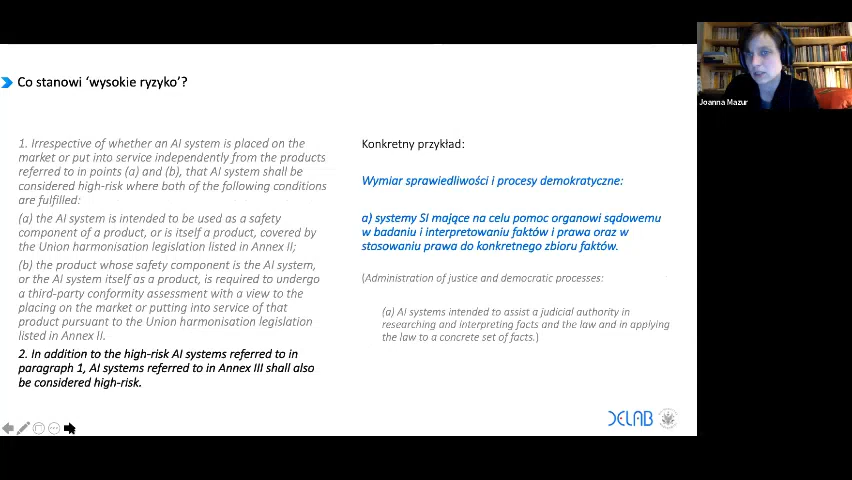 Co stanowi ‘wysokie ryzyko’?
1. Irrespective of whether an AI system is placed on the
market or put into service independently from the products
referred to in points (a) and (b), that AI system shall be
considered high-risk where both of the following conditions
are fulfilled:
(a) the AI system is intended to be used as a safety
component of a product, or is itself a product, covered by
the Union harmonisation legislation listed in Annex II;
(b) the product whose safety component is the AI system,
or the AI system itself as a product, is required to undergo
a third-party conformity assessment with a view to the
placing on the market or putting into service of that
product pursuant to the Union harmonisation legislation
listed in Annex II.
2. In addition to the high-risk AI systems referred to in
paragraph 1, AI systems referred to in Annex III shall also
be considered high-risk.
Konkretny przykład:
Wymiar sprawiedliwości i procesy demokratyczne:
a) systemy SI mające na celu pomoc organowi sądowemu
w badaniu i interpretowaniu faktów i prawa oraz w
stosowaniu prawa do konkretnego zbioru faktów.
(Administration of justice and democratic processes:
(a) AI systems intended to assist a judicial authority in
researching and interpreting facts and the law and in applying
the law to a concrete set of facts.)
DELAB
Joanna Mazur